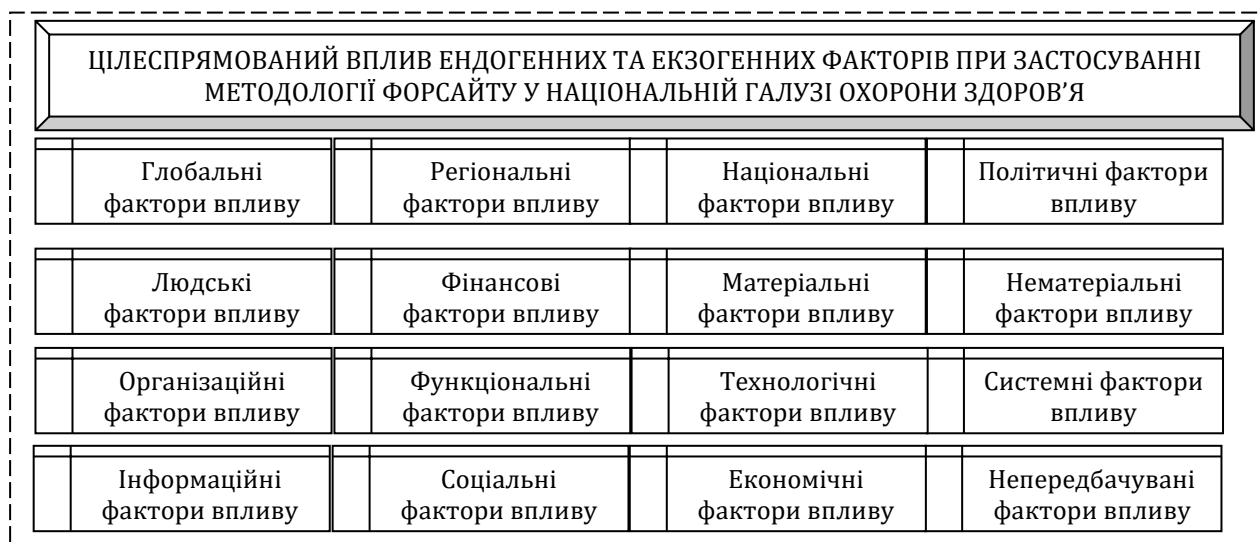 ЦІЛЕСПРЯМОВАНИЙ ВПЛИВ ЕНДОГЕННИХ ТА ЕКЗОГЕННИХ ФАКТОРІВ ПРИ ЗАСТОСУВАННІ
МЕТОДОЛОГІЇ ФОРСАЙТУ У НАЦІОНАЛЬНІЙ ГАЛУЗІ ОХОРОНИ ЗДОРОВ’Я
Глобальні
фактори впливу
Регіональні
фактори впливу
Національні
фактори впливу
Політичні фактори
впливу
Людські
фактори впливу
Фінансові
фактори впливу
Матеріальні
фактори впливу
Нематеріальні
фактори впливу
Організаційні
фактори впливу
Функціональні
фактори впливу
Технологічні
фактори впливу
Системні фактори
впливу
Інформаційні
фактори впливу
Соціальні
фактори впливу
Економічні
фактори впливу
Непередбачувані
фактори впливу